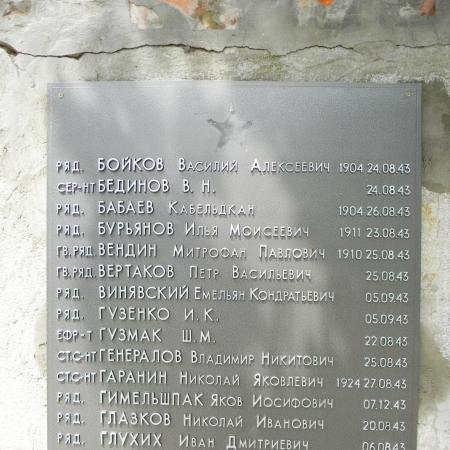 РЯД. БОЙКОВ ВАСИЛИЙ АЛЕКСЕЕВИЧ 1904 24.08.43
СЕР-НТ БЕДИНОВ В. Н. 24.08.43
РЯД. БАБАЕВ КАБЕЛЬДКАН 1904 26.08.43
РЯД. БУРЬЯНОВ ИЛЬЯ МОИСЕЕВИЧ 1911 23.08.43
ГВ.РЯД. ВЕНДИН МИТРОФАН ПАВЛОВИЧ 1910 25.08.43
ГВ.РЯД. ВЕРТАКОВ ПЕТР ВАСИЛЬЕВИЧ 25.08.43
РЯД. ВИНЯВСКИЙ ЕМЕЛЬЯН КОНДРАТЬЕВИЧ 05.09.43
РЯД. ГУЗЕНКО И. К. 05.09.43
ЕФР-Т ГУЗМАК Ш. М. 22 08 43
СТ.С-НТ ГЕНЕРАЛОВ ВЛАДИМИР НИКИТОВИЧ 25.08.43
СТ.С-НТ ГАРАНИН НИКОЛАЙ ЯКОВЛЕВИЧ 1924 27.08.43
РЯД. ГИМЕЛЬШПАК ЯКОВ ИОСИФОВИЧ 07.12.43
РЯД. ГЛАЗКОВ НИКОЛАЙ ИВАНОВИЧ 20.08.43
РЯД. ГЛУХИХ ИВАН ДМИТРИЕВИЧ 06.08.43